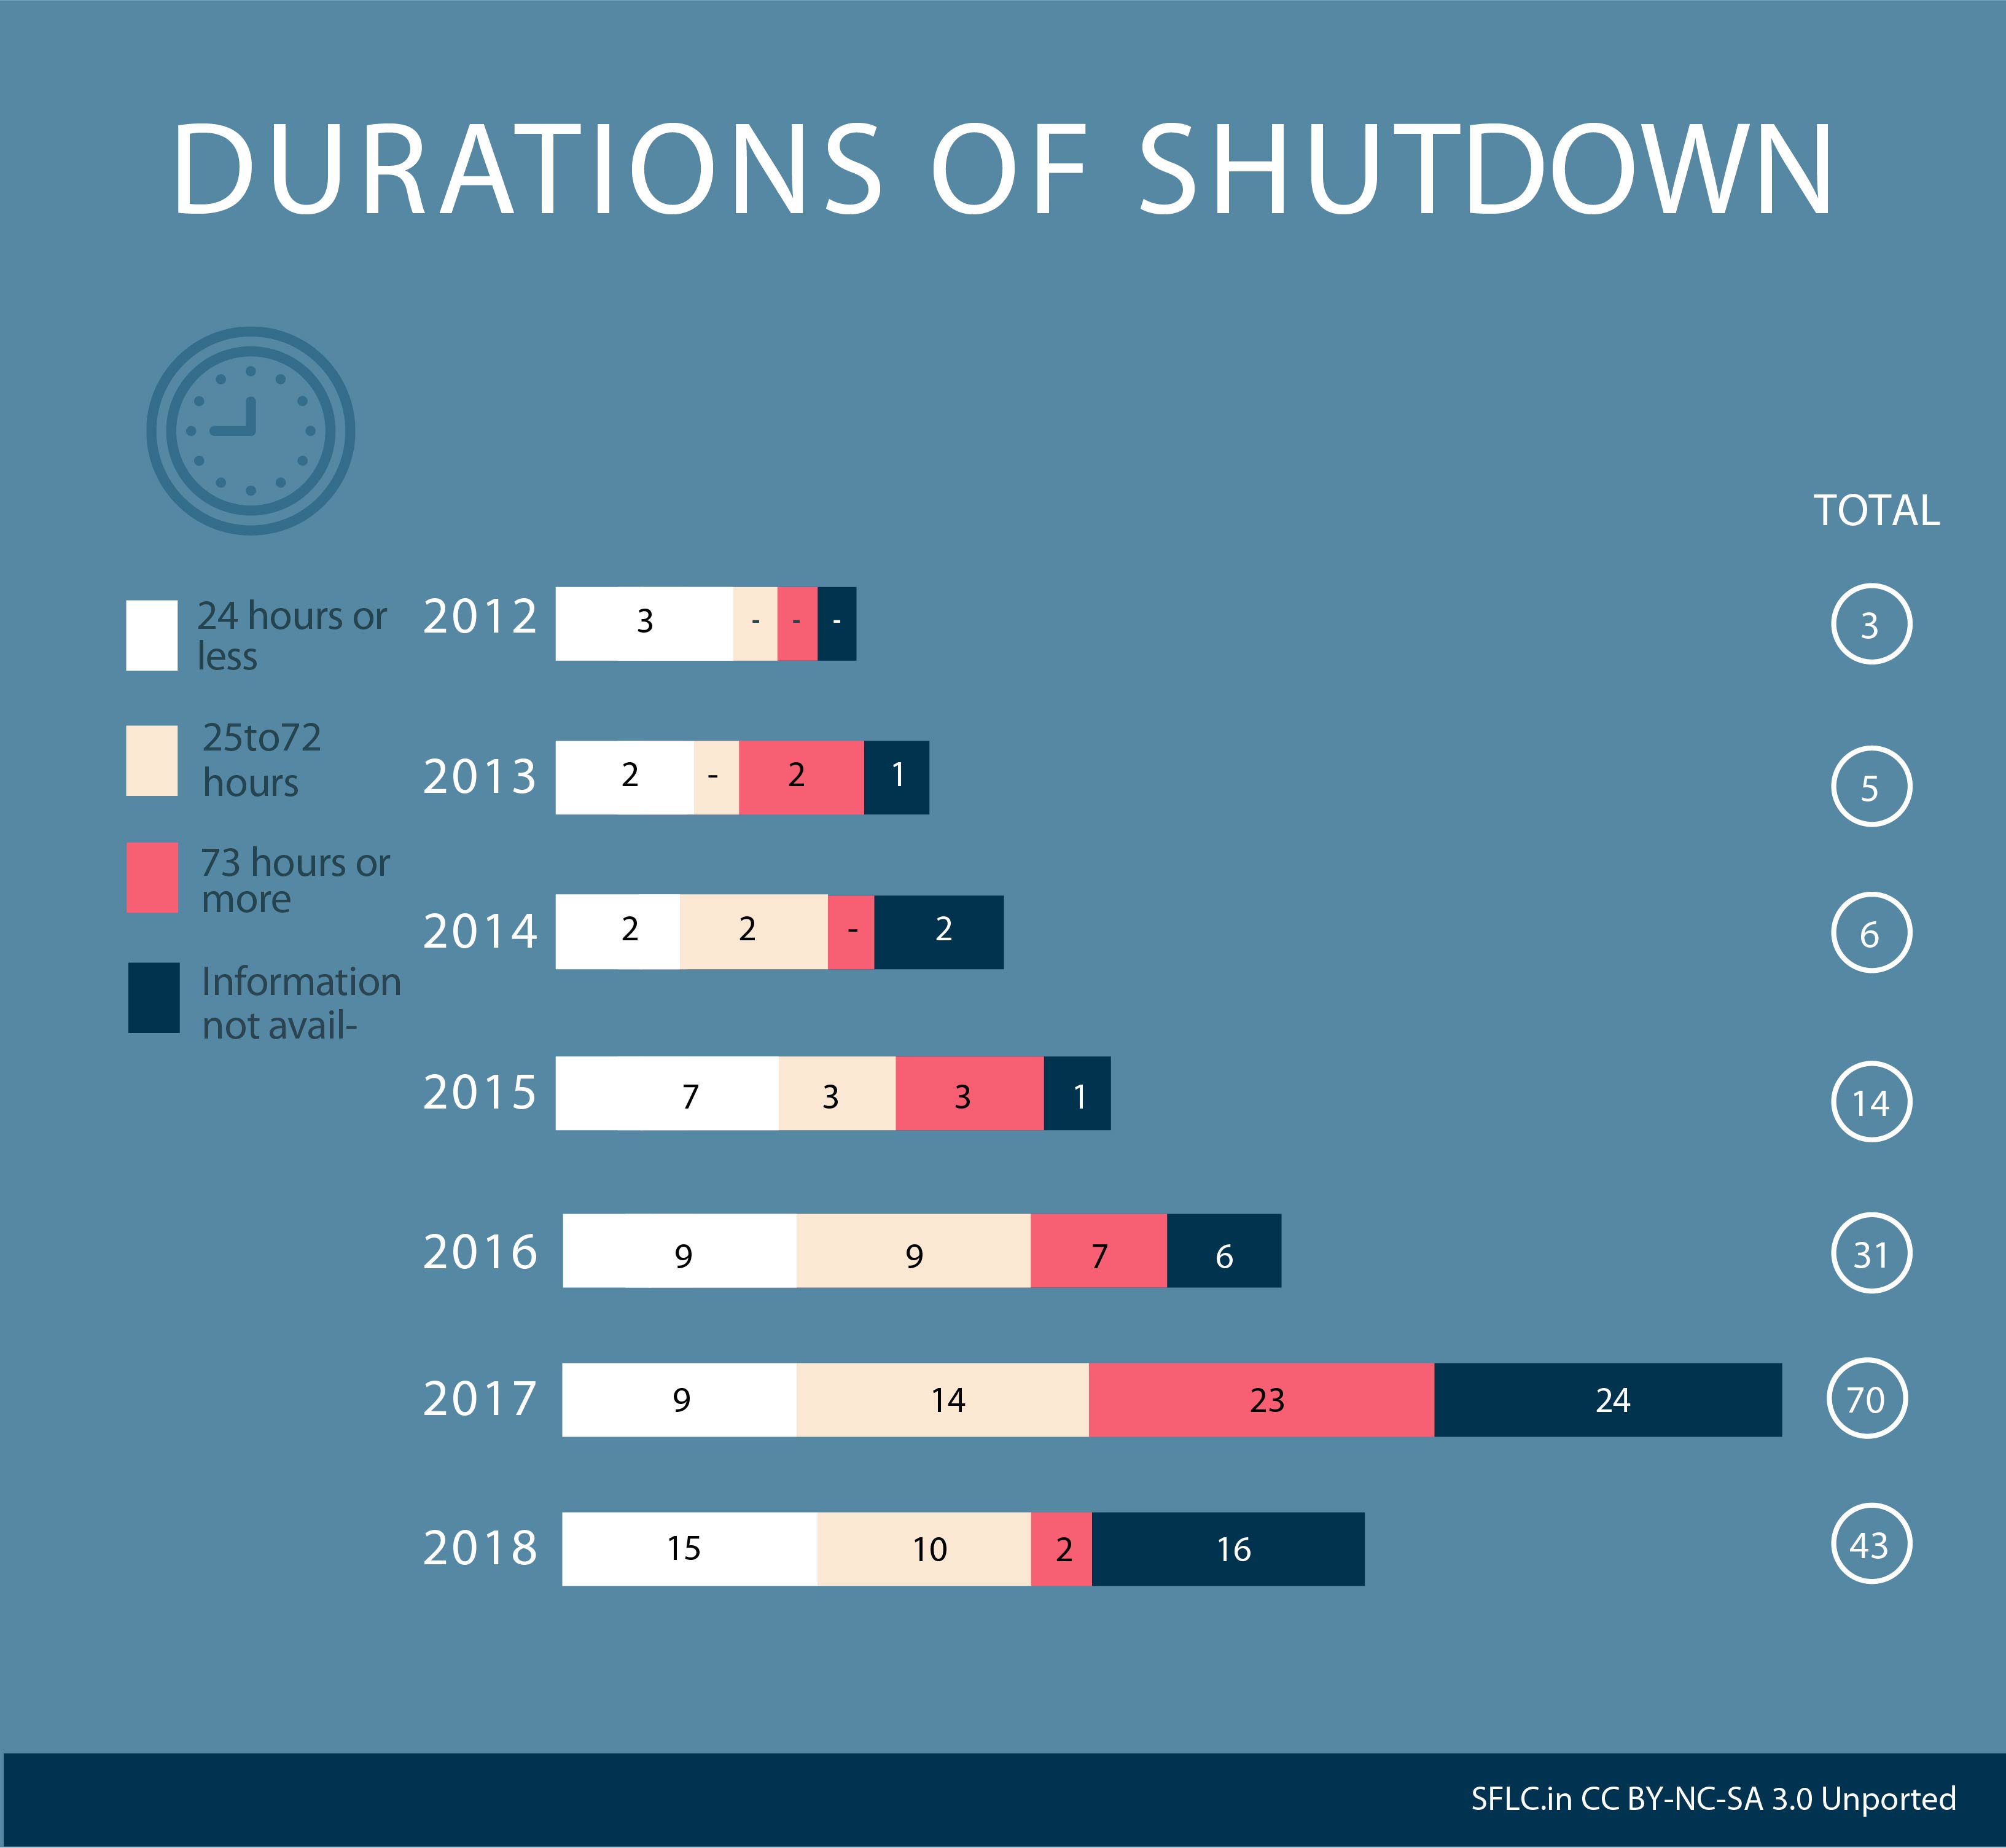 DURATIONS OF SHUTDOWN
TOTAL
24 hours or
less
25to72
hours
73 hours or
more
Information
not avail-
2012 3 - - - 3
2013 2 - 2 1 5
2014 2 2 - 2 6
2015 7 3 3 1 14
2016 9 9 7 6 31
2017 9 14 23 24 70
2018 15 10 2 16 43
SFLC.in CC BY-NC-SA 3.0 Unported